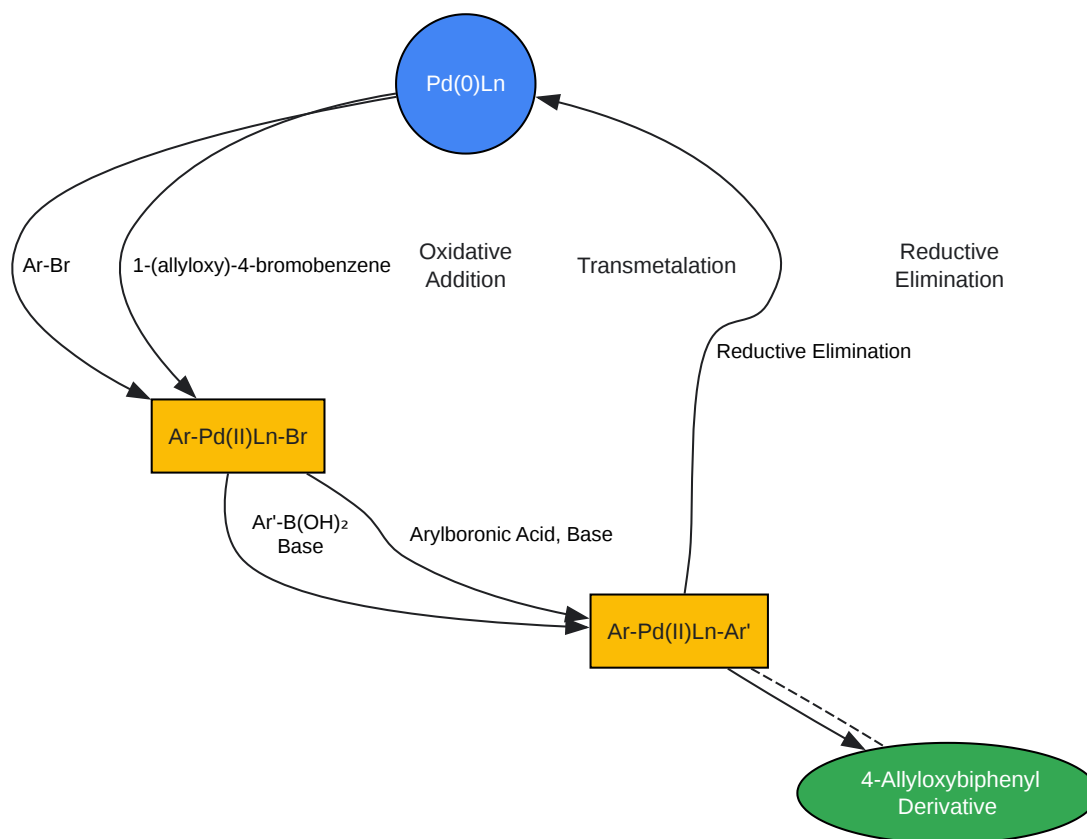 Pd(0)Ln
Ar-Br
1-(allyloxy)-4-bromobenzene
Oxidative
Addition
Transmetalation
Reductive
Elimination
Reductive Elimination
Ar-Pd(II)Ln-Br
Ar'-B(OH)₂
Base
Arylboronic Acid, Base
Ar-Pd(II)Ln-Ar'
4-Allyloxybiphenyl
Derivative